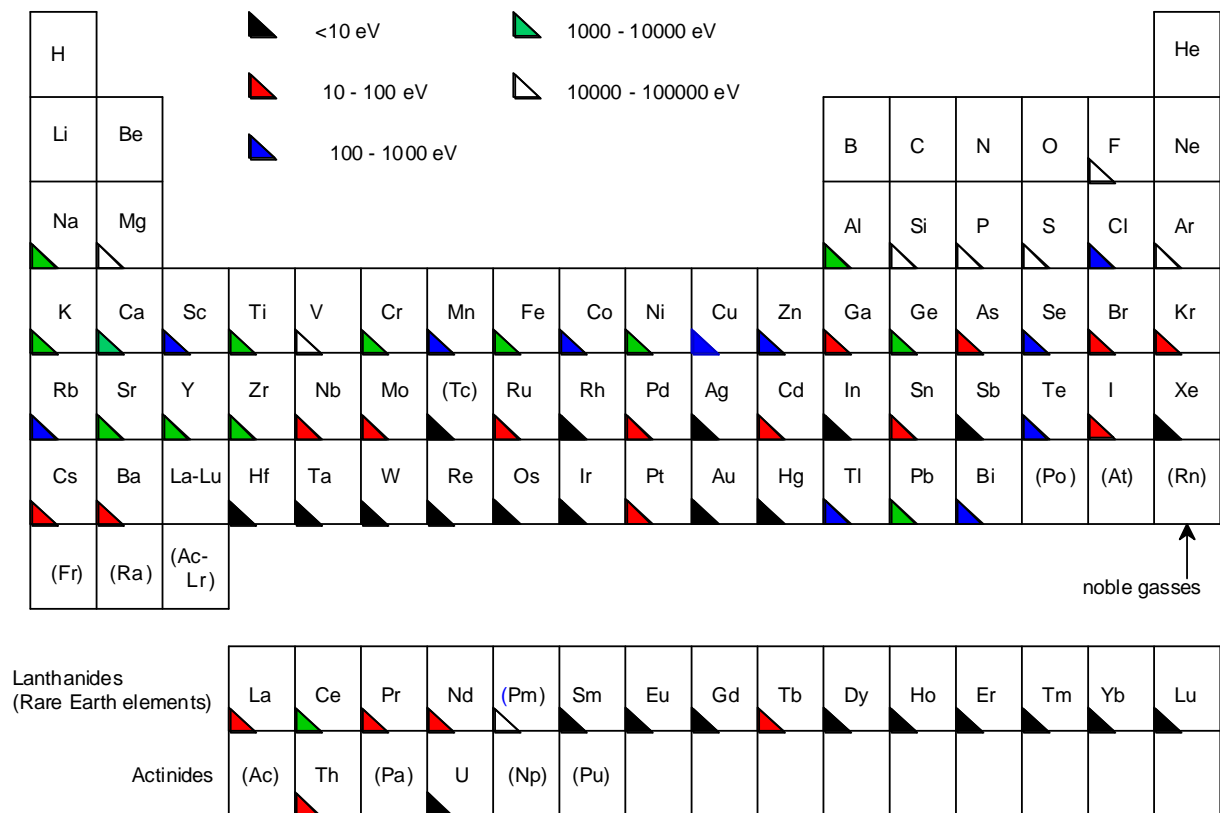 <10 eV 1000 - 10000 eV
H He
10 - 100 eV 10000 - 100000 eV
Li Be B C N O F Ne
100 - 1000 eV
Na Mg Al Si P S Cl Ar
K Ca Sc Ti V Cr Mn Fe Co Ni Cu Zn Ga Ge As Se Br Kr
Rb Sr Y Zr Nb Mo (Tc) Ru Rh Pd Ag Cd In Sn Sb Te I Xe
Cs Ba La-Lu Hf Ta W Re Os Ir Pt Au Hg Tl Pb Bi (Po) (At) (Rn)
(Fr) (Ra) (Ac-
Lr)
noble gasses
Lanthanides
(Rare Earth elements) La Ce Pr Nd (Pm) Sm Eu Gd Tb Dy Ho Er Tm Yb Lu
Actinides (Ac) Th (Pa) U (Np) (Pu)